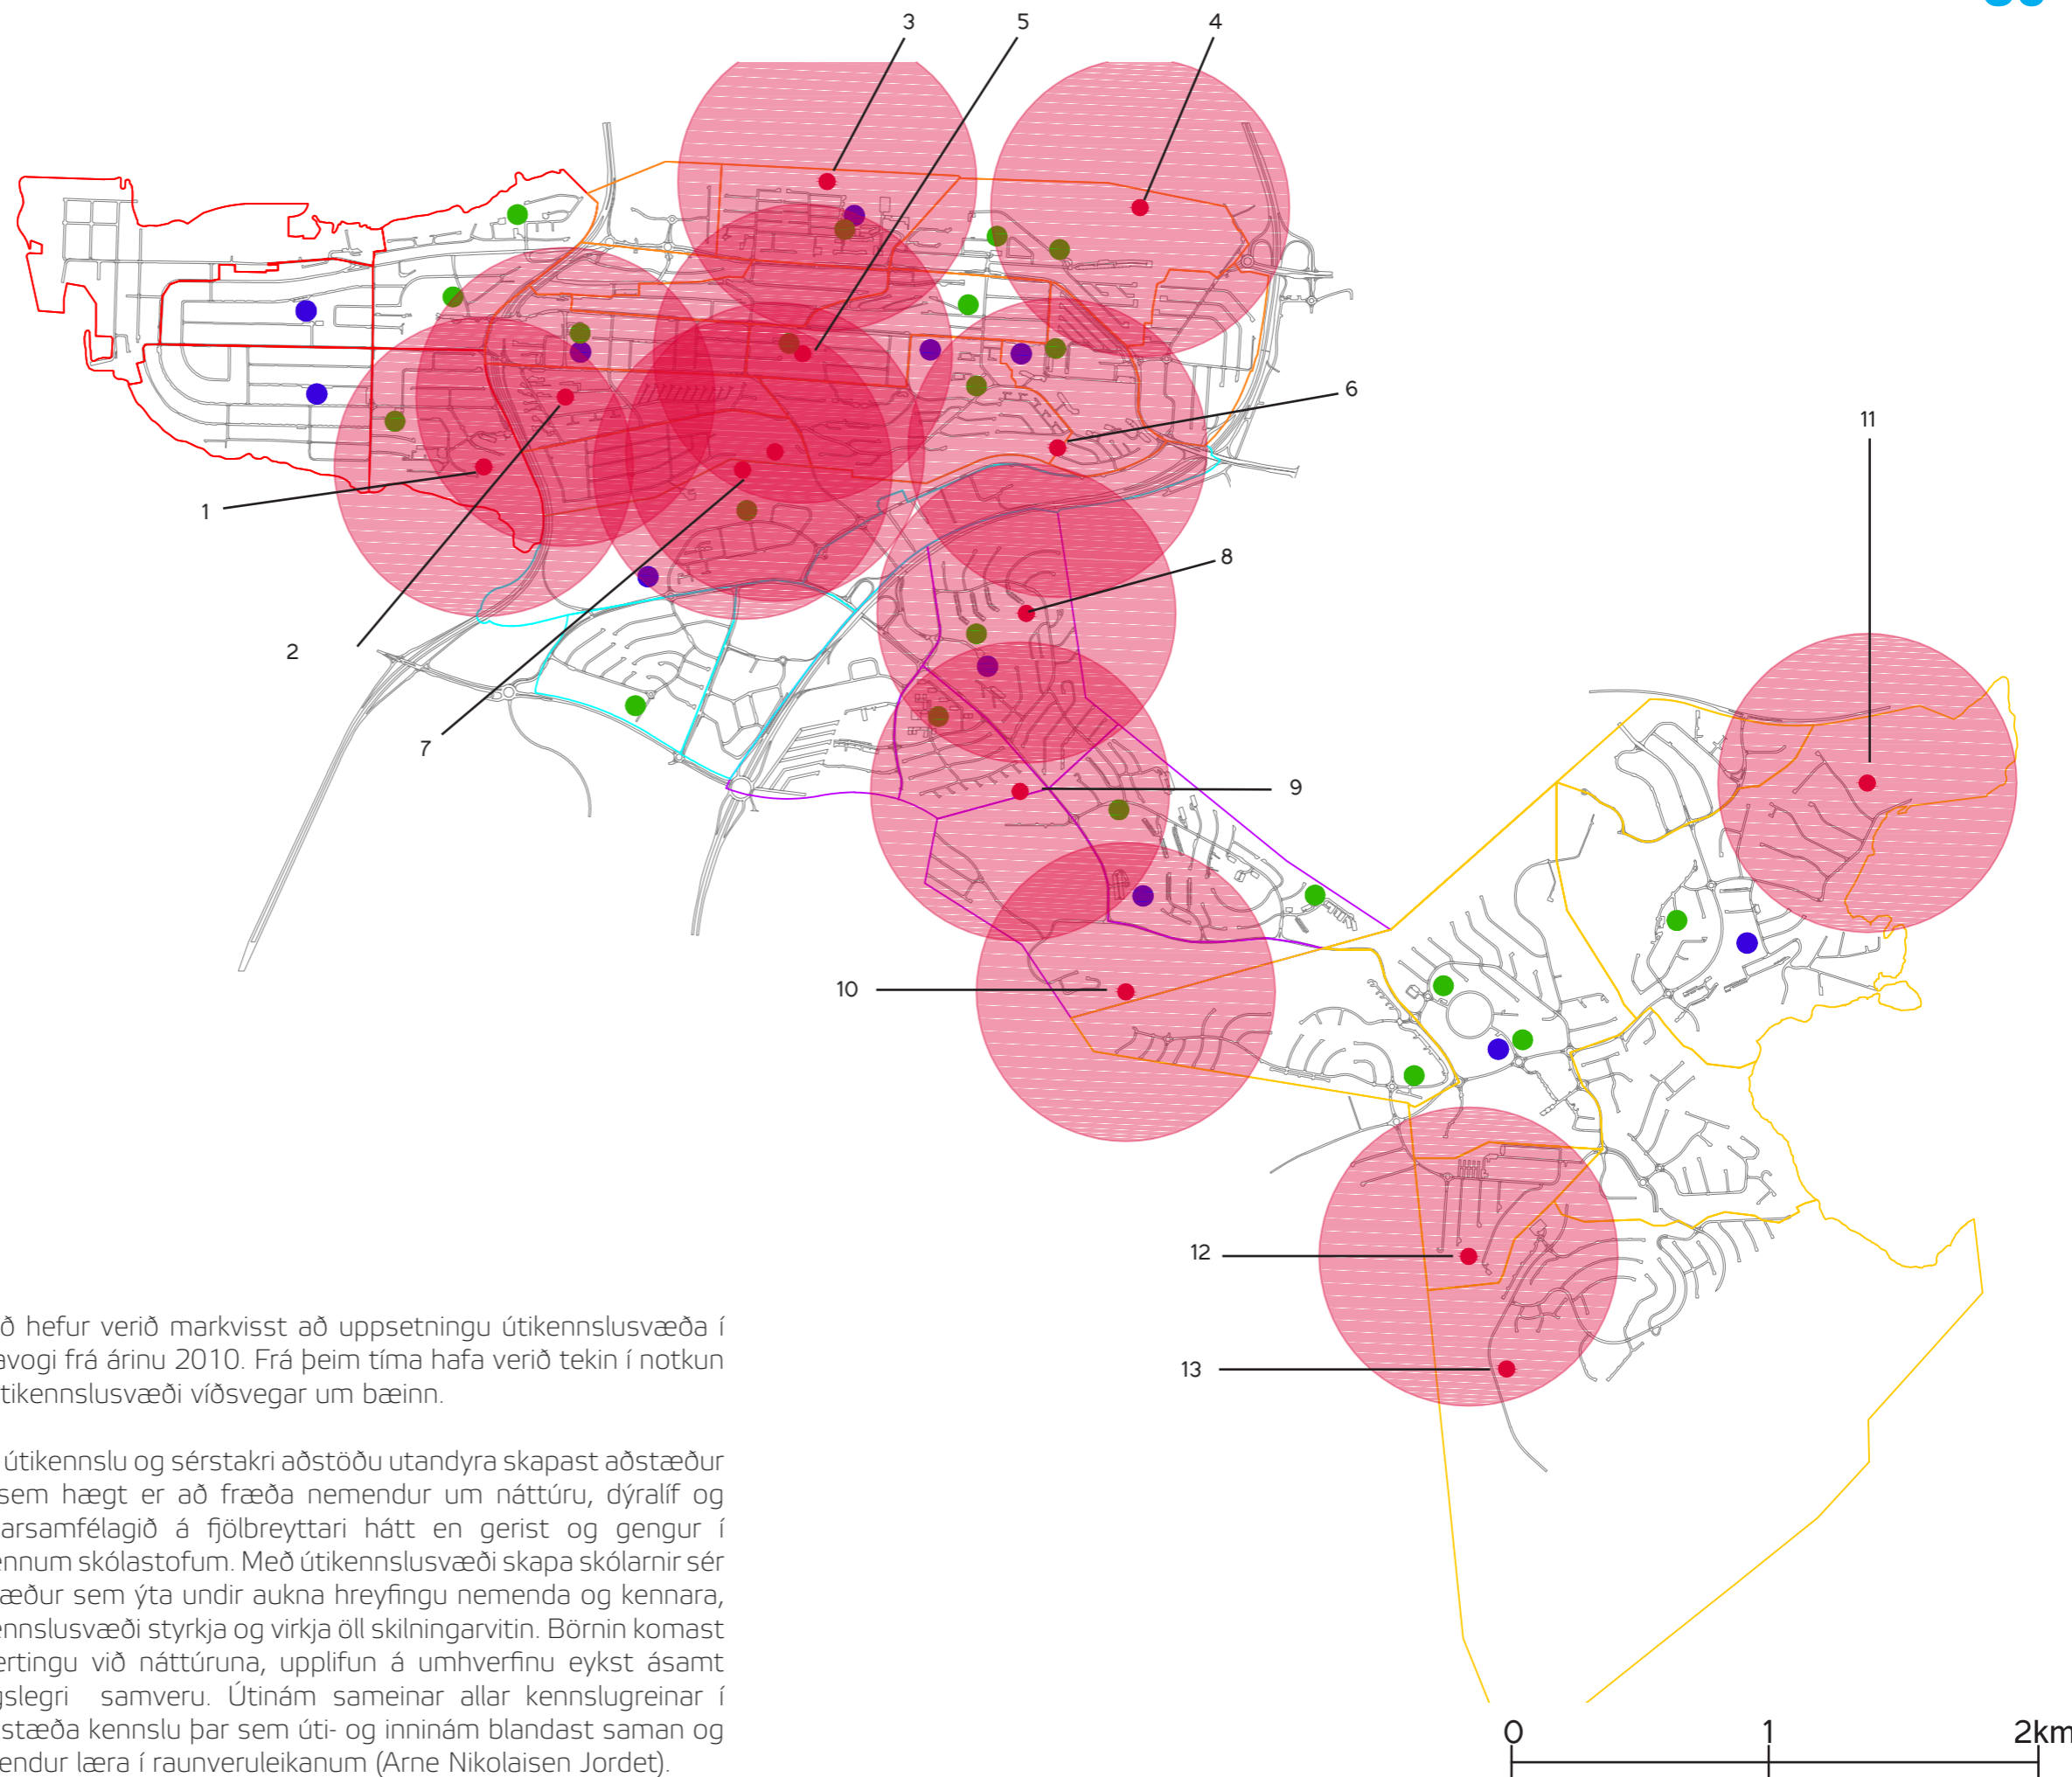 3
5
4
6
11
1
8
2
7
9
10
12
13
ð hefur verið markvisst að uppsetningu útikennslusvæða í
avogi frá árinu 2010. Frá þeim tíma hafa verið tekin í notkun
tikennslusvæði víðsvegar um bæinn.
útikennslu og sérstakri aðstöðu utandyra skapast aðstæður
sem hægt er að fræða nemendur um náttúru, dýralíf og
arsamfélagið á fjölbreyttari hátt en gerist og gengur í
ennum skólastofum. Með útikennslusvæði skapa skólarnir sér
æður sem ýta undir aukna hreyfingu nemenda og kennara,
ennslusvæði styrkja og virkja öll skilningarvitin. Börnin komast
ertingu við náttúruna, upplifun á umhverfinu eykst ásamt
gslegri samveru. Útinám sameinar allar kennslugreinar í
stæða kennslu þar sem úti- og inninám blandast saman og
endur læra í raunveruleikanum (Arne Nikolaisen Jordet).
0 1 2km